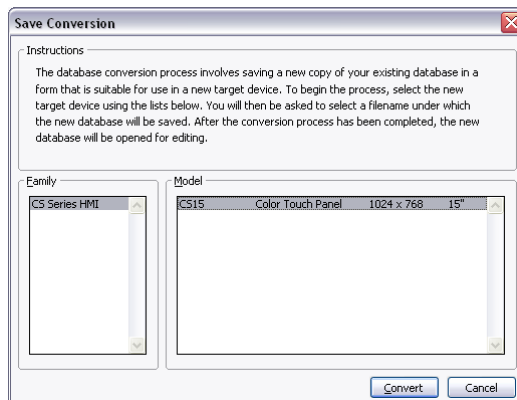 Save Conversion
Instructions
The database conversion process involves saving a new copy of your existing database in a
form that is suitable for use in a new target device. To begin the process, select the new
target device using the lists below. You will then be asked to select a filename under which
the new database will be saved. After the conversion process has been completed, the new
database will be opened for editing.
Family
Model
CS Series HMI
CS15 Color Touch Panel 1024 x 768 15"
Convert
Cancel